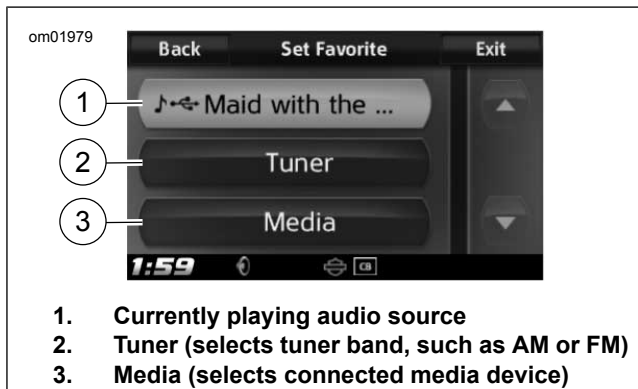 om01979
Back Set Favorite Exit
1 Maid with the ...
2 Tuner
3 Media
1:59 CB
1. Currently playing audio source
2. Tuner (selects tuner band, such as AM or FM)
3. Media (selects connected media device)